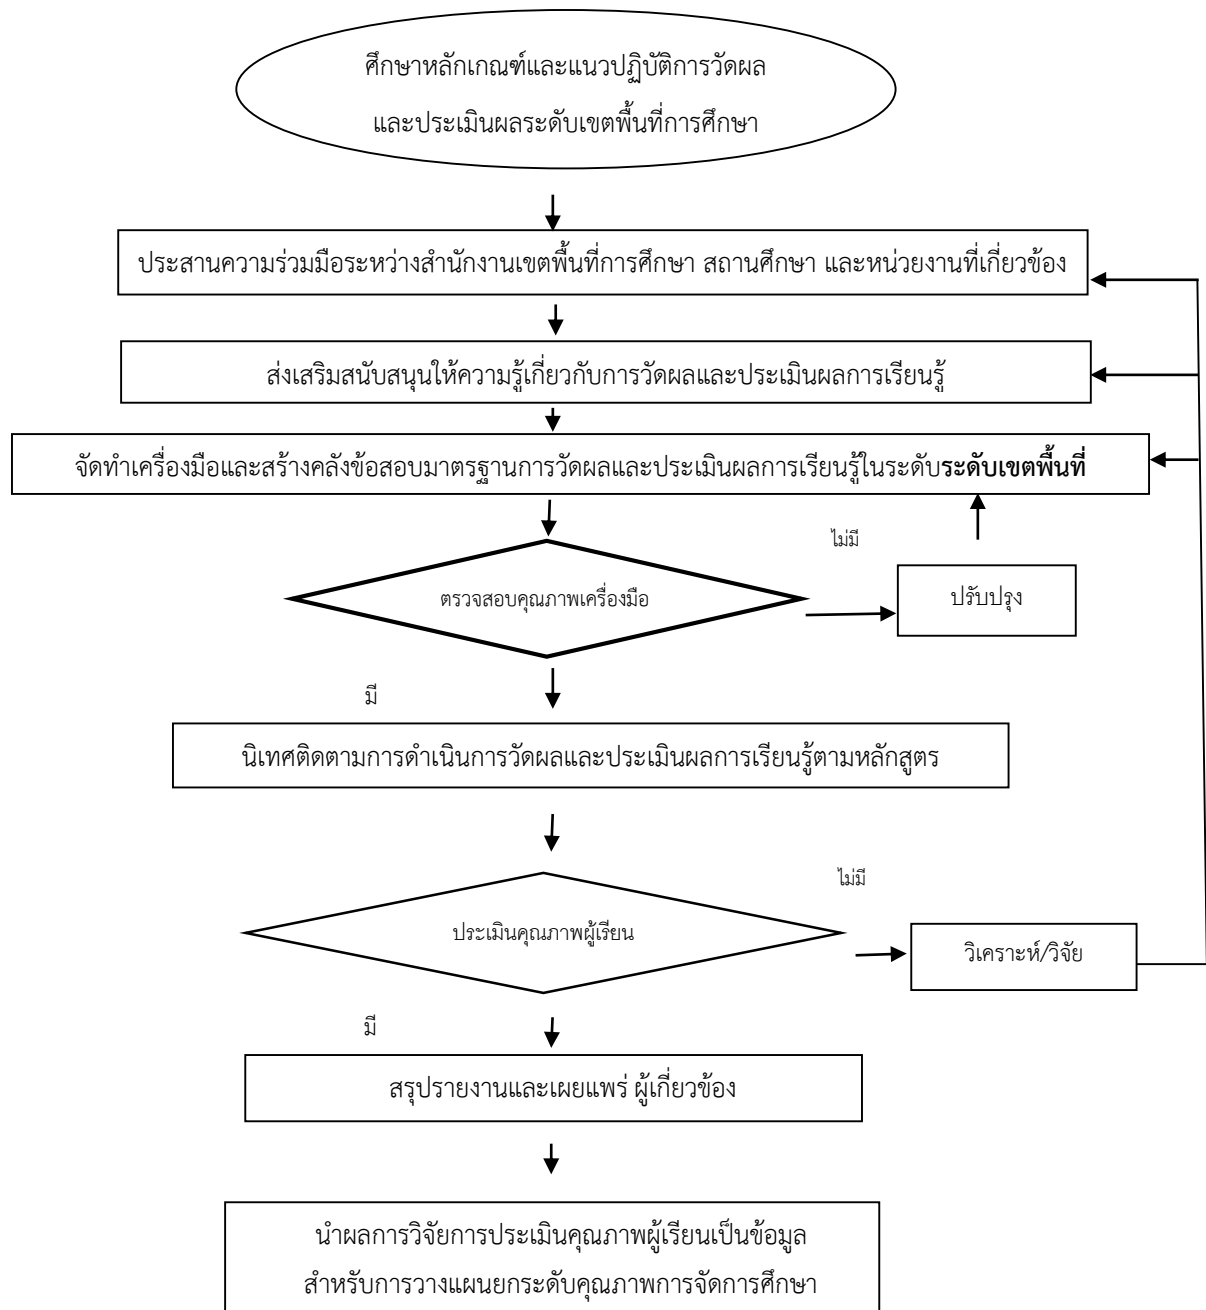 ศึกษาหลักเกณฑ์และแนวปฏิบัติการวัดผล
และประเมินผลระดับเขตพื้นที่การศึกษา
ประสานความร่วมมือระหว่างสำนักงานเขตพื้นที่การศึกษา สถานศึกษา และหน่วยงานที่เกี่ยวข้อง
ส่งเสริมสนับสนุนให้ความรู้เกี่ยวกับการวัดผลและประเมินผลการเรียนรู้
จัดทำเครื่องมือและสร้างคลังข้อสอบมาตรฐานการวัดผลและประเมินผลการเรียนรู้ในระดับระดับเขตพื้นที่
ไม่มี
ตรวจสอบคุณภาพเครื่องมือ
ปรับปรุง
มี
นิเทศติดตามการดำเนินการวัดผลและประเมินผลการเรียนรู้ตามหลักสูตร
ไม่มี
ประเมินคุณภาพผู้เรียน
วิเคราะห์/วิจัย
มี
สรุปรายงานและเผยแพร่ ผู้เกี่ยวข้อง
นำผลการวิจัยการประเมินคุณภาพผู้เรียนเป็นข้อมูล
สำหรับการวางแผนยกระดับคุณภาพการจัดการศึกษา